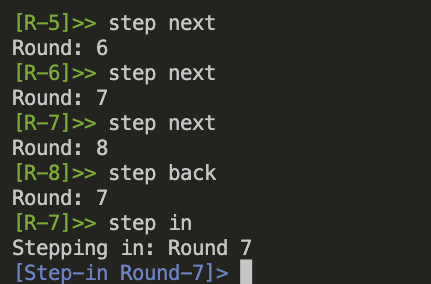 [R-5]>> step next
Round: 6
[R-6]>> step next
Round: 7
[R-7]>> step next
Round: 8
[R-8]>> step back
Round: 7
[R-7]>> step in
Stepping in: Round 7
[Step-in Round-7]>